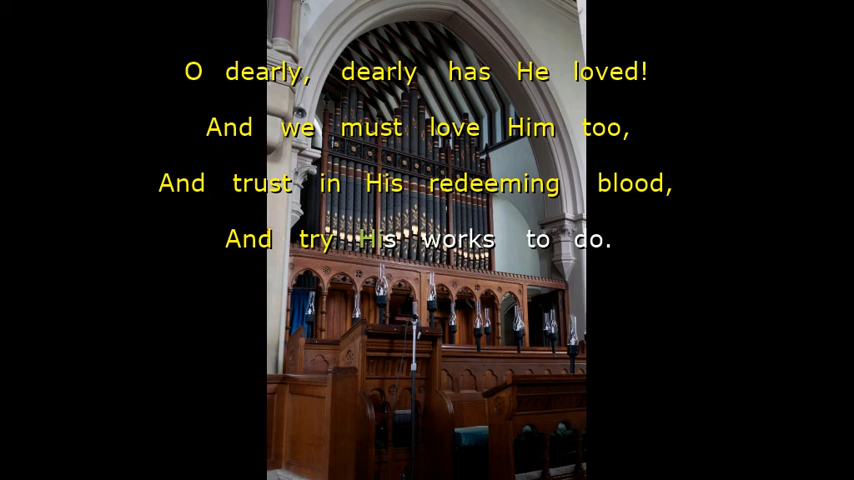 O dearly, dearly has He loved!
And we must love Him too,
And trust in His redeeming blood,
And try His works to do.